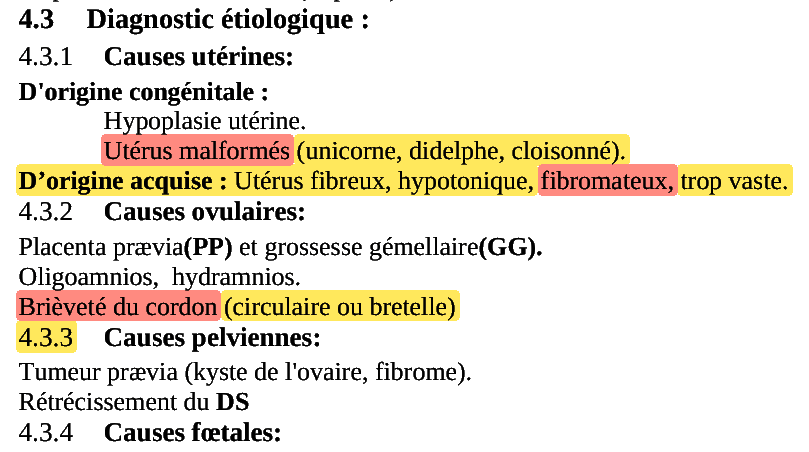 4.3 Diagnostic étiologique :
4.3.1 Causes utérines:
D'origine congénitale :
Hypoplasie utérine.
Utérus malformés (unicorne, didelphe, cloisonné).
D’origine acquise : Utérus fibreux, hypotonique, fibromateux, trop vaste.
4.3.2 Causes ovulaires:
Placenta prævia(PP) et grossesse gémellaire(GG).
Oligoamnios, hydramnios.
Brièveté du cordon (circulaire ou bretelle)
4.3.3 Causes pelviennes:
Tumeur prævia (kyste de l'ovaire, fibrome).
Rétrécissement du DS
4.3.4 Causes fœtales: